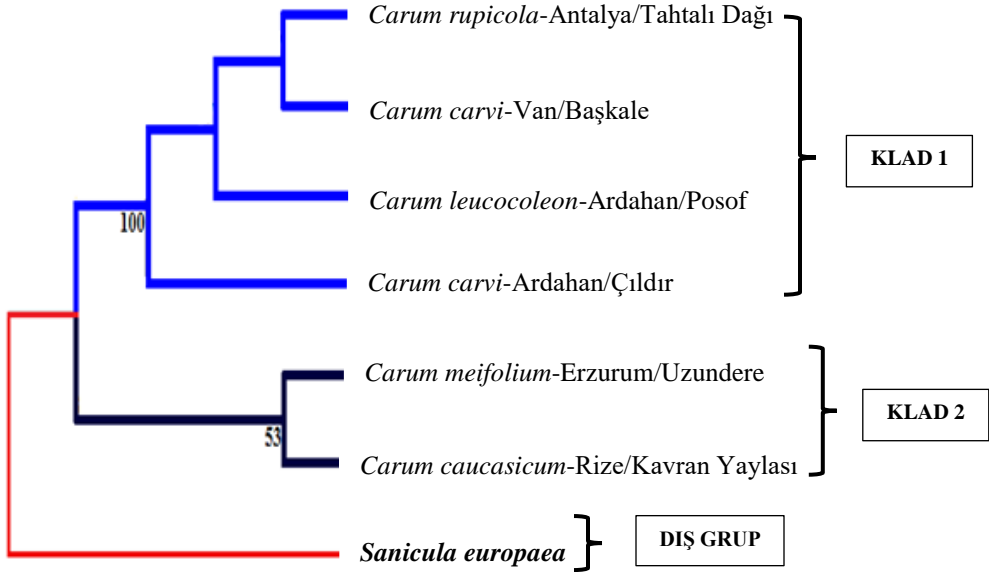 Carum rupicola-Antalya/Tahtalı Dağı
Carum carvi-Van/Başkale
KLAD 1
Carum leucocoleon-Ardahan/Posof
100
Carum carvi-Ardahan/Çıldır
Carum meifolium-Erzurum/Uzundere
KLAD 2
53
Carum caucasicum-Rize/Kavran Yaylası
Sanicula europaea
DIŞ GRUP